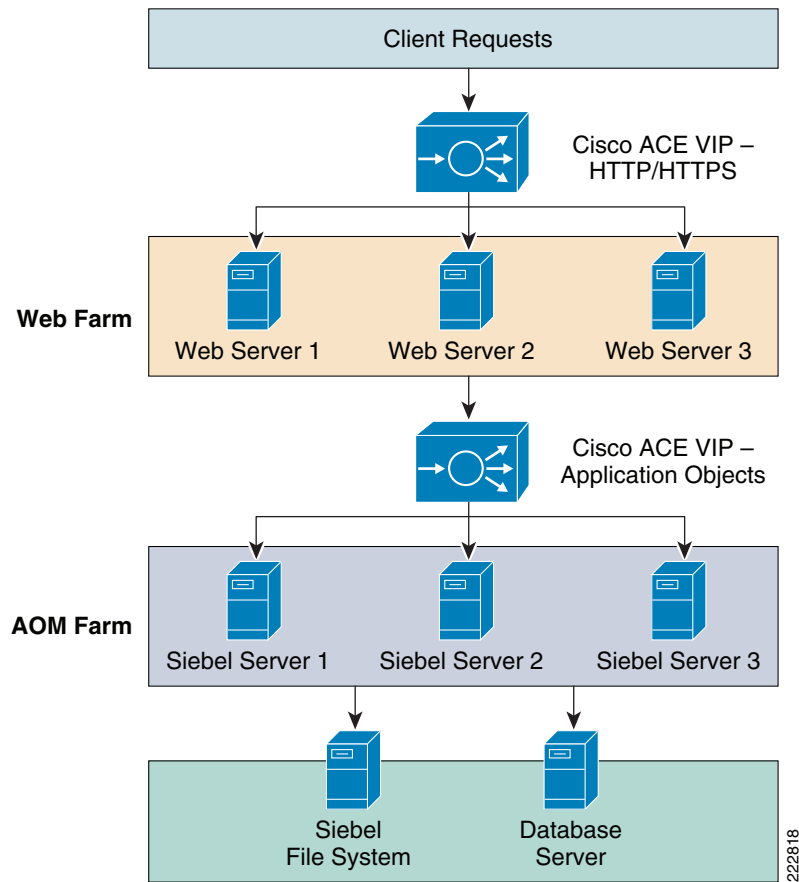 Client Requests
Cisco ACE VIP –
HTTP/HTTPS
Web Farm
Web Server 1
Web Server 2
Web Server 3
Cisco ACE VIP –
Application Objects
AOM Farm
Siebel Server 1
Siebel Server 2
Siebel Server 3
Siebel
File System
Database
Server
222818